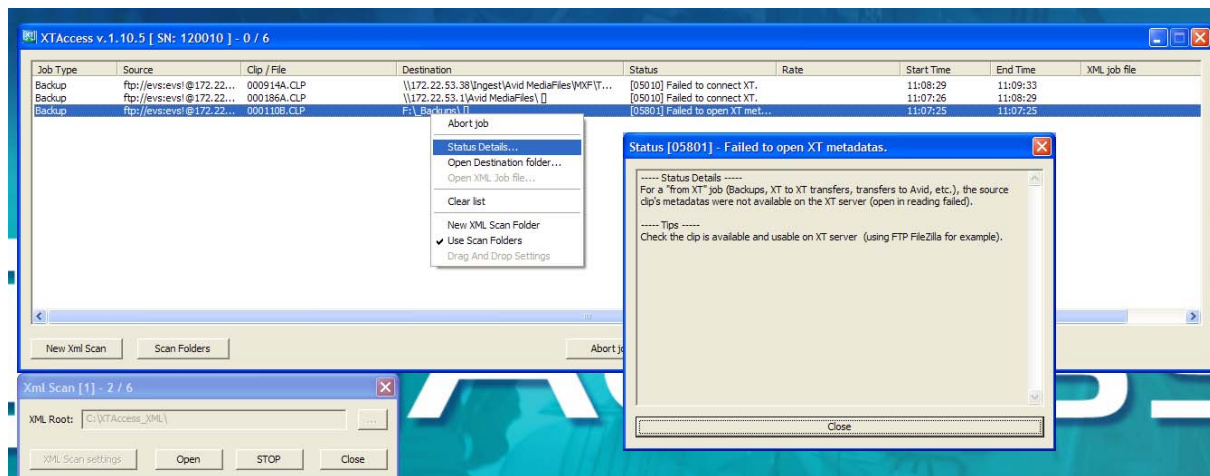 XTAccess v.1.10.5 [ SN: 120010 ] - 0 / 6
Job Type Source Clip / File Destination Status Rate Start Time End Time XML job file
Backup ftp://evs:evs!@172.22... 000914A.CLP \\172.22.53.38\Ingest\Avid MediaFiles\MXF\T... [05010] Failed to connect XT. 11:08:29 11:09:33
Backup ftp://evs:evs!@172.22... 000186A.CLP \\172.22.53.1\Avid MediaFiles\ [] [05010] Failed to connect XT. 11:07:26 11:08:29
Backup ftp://evs:evs!@172.22... 000110B.CLP F:\_Backups\ [] [05801] Failed to open XT met... 11:07:25 11:07:25
Abort job
Status Details...
Open Destination folder...
Open XML Job file...
Clear list
New XML Scan Folder
Use Scan Folders
Drag And Drop Settings
Status [05801] - Failed to open XT metadatas.
----- Status Details -----
For a "from XT" job (Backups, XT to XT transfers, transfers to Avid, etc.), the source
clip's metadatas were not available on the XT server (open in reading failed).
----- Tips -----
Check the clip is available and usable on XT server (using FTP FileZilla for example).
Close
New Xml Scan Scan Folders Abort
Xml Scan [1] - 2 / 6
XML Root: C:\XTAccess_XML\ ...
XML Scan settings Open STOP Close